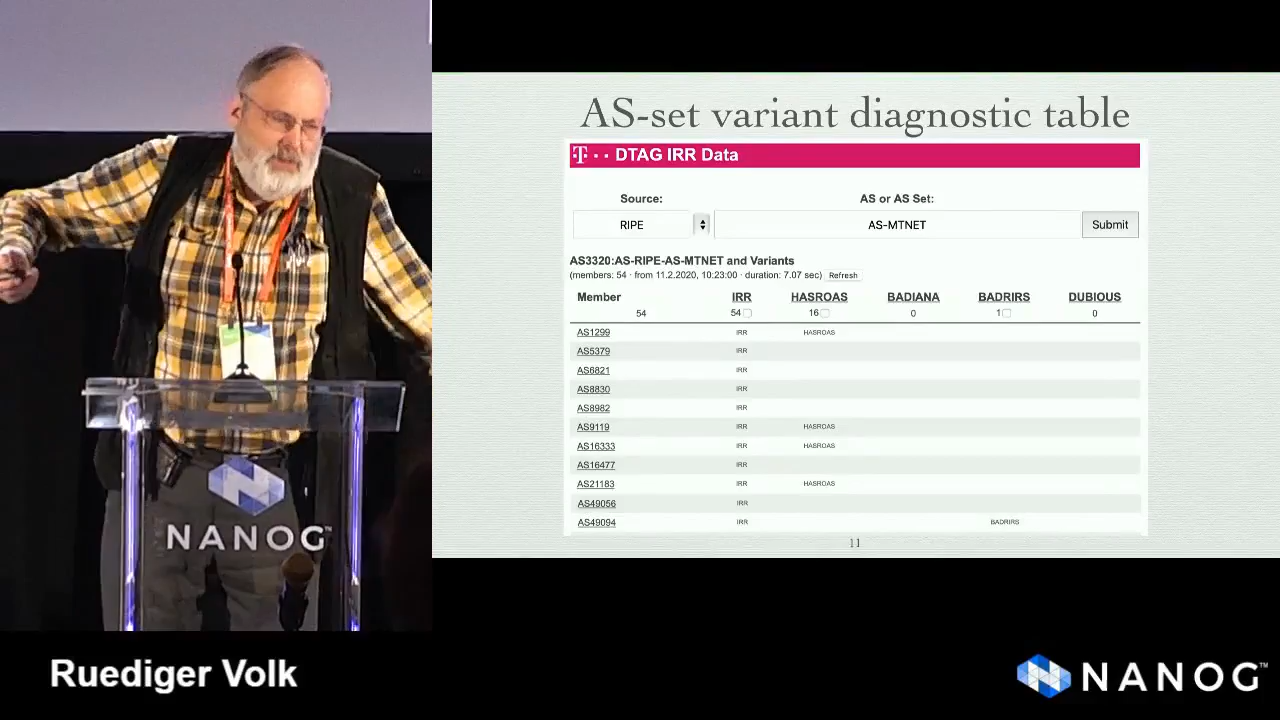 AS-set variant diagnostic table
T DTAG IRR Data
Source: AS or AS Set:
RIPE AS-MTNET Submit
AS3320:AS-RIPE-AS-MTNET and Variants
(members: 54 · from 11.2.2020, 10:23:00 · duration: 7.07 sec) Refresh
Member IRR HASROAS BADIANA BADRIRS DUBIOUS
54 54 16 0 1 0
AS1299 IRR HASROAS
AS5379 IRR
AS6821 IRR
AS8830 IRR
AS8982 IRR
AS9119 IRR HASROAS
AS16333 IRR HASROAS
AS16477 IRR
AS21183 IRR HASROAS
AS49056 IRR
AS49094 IRR BADRIRS
11
NANOG™
Ruediger Volk
NANOG™